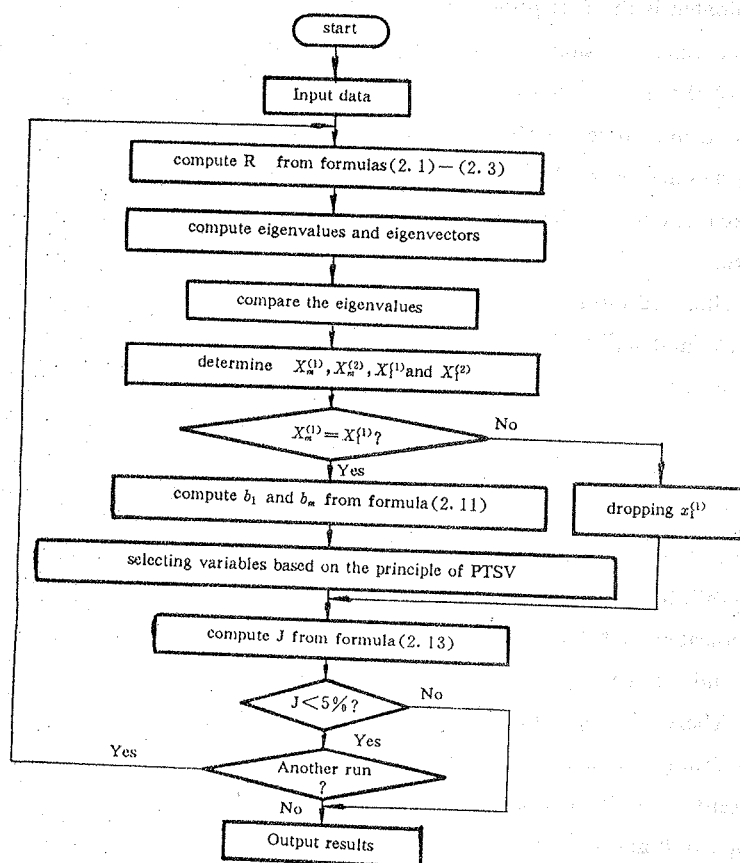 start
Input data
compute R from formulas(2.1)—(2.3)
compute eigenvalues and eigenvectors
compare the eigenvalues
determine X_m^{(1)}, X_m^{(2)}, X_1^{(1)} and X_1^{(2)}
X_m^{(1)} = X_1^{(1)}?
No
Yes
compute b_1 and b_m from formula(2.11)
dropping x_1^{(1)}
selecting variables based on the principle of PTSV
compute J from formula(2.13)
J<5%?
No
Yes
Yes
Another run
?
No
Output results